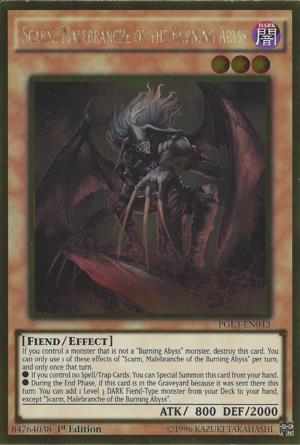 Scarm, Malebranche of the Burning Abyss
DARK
闇
PGL3-EN043
[FIEND/EFFECT]
If you control a monster that is not a "Burning Abyss" monster, destroy this card. You
can only use 1 of these effects of "Scarm, Malebranche of the Burning Abyss" per turn,
and only once that turn.
● If you control no Spell/Trap Cards: You can Special Summon this card from your hand.
● During the End Phase, if this card is in the Graveyard because it was sent there this
turn: You can add 1 Level 3 DARK Fiend-Type monster from your Deck to your hand,
except "Scarm, Malebranche of the Burning Abyss".
ATK/ 800 DEF/2000
84764038 1st Edition ©1996 KAZUKI TAKAHASHI